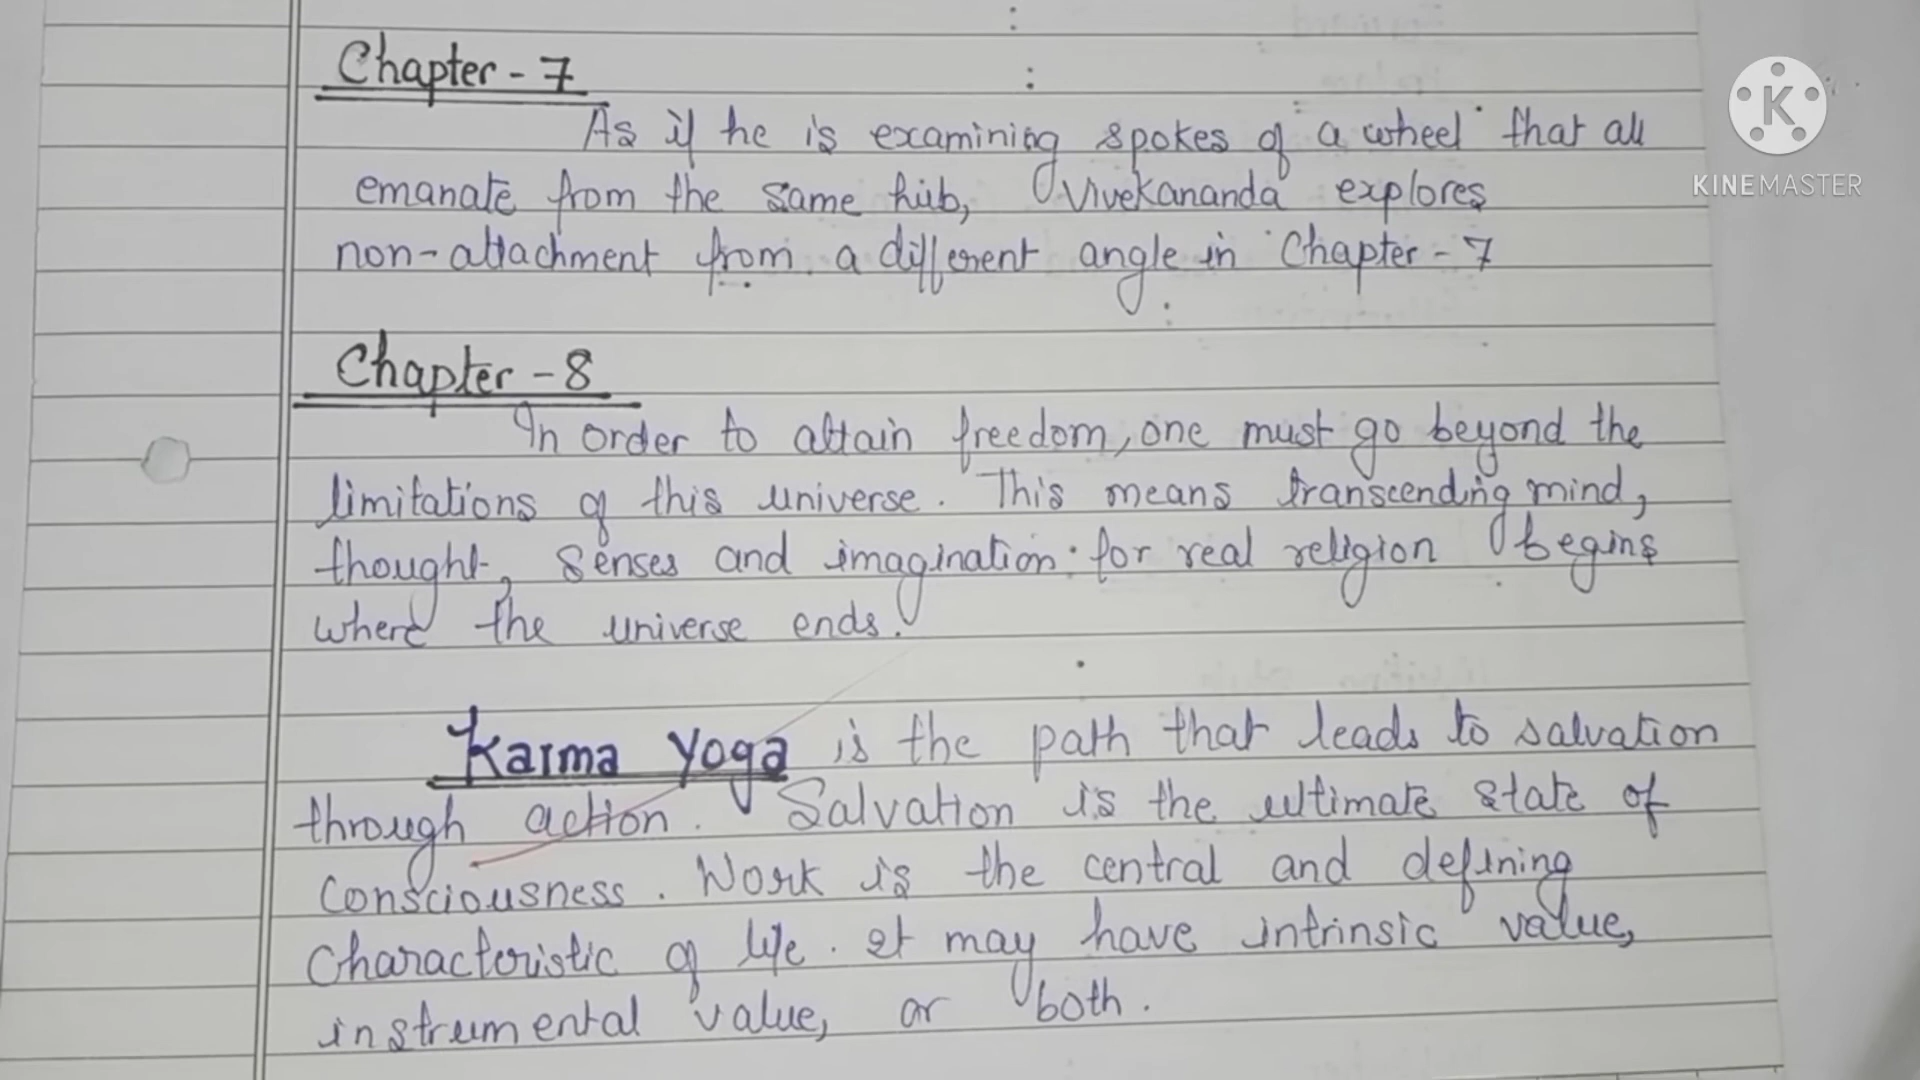 Chapter - 7
As if he is examining spokes of a wheel that all
emanate from the same hub, Vivekananda explores
non-attachment from a different angle in Chapter - 7
Chapter - 8
In order to attain freedom, one must go beyond the
limitations of this universe. This means transcending mind,
thought, senses and imagination. for real religion begins
where the universe ends.
Karma Yoga is the path that leads to salvation
through action. Salvation is the ultimate state of
consciousness. Work is the central and defining
characteristic of life. It may have intrinsic value,
instrumental value, or both.
K
KINEMASTER